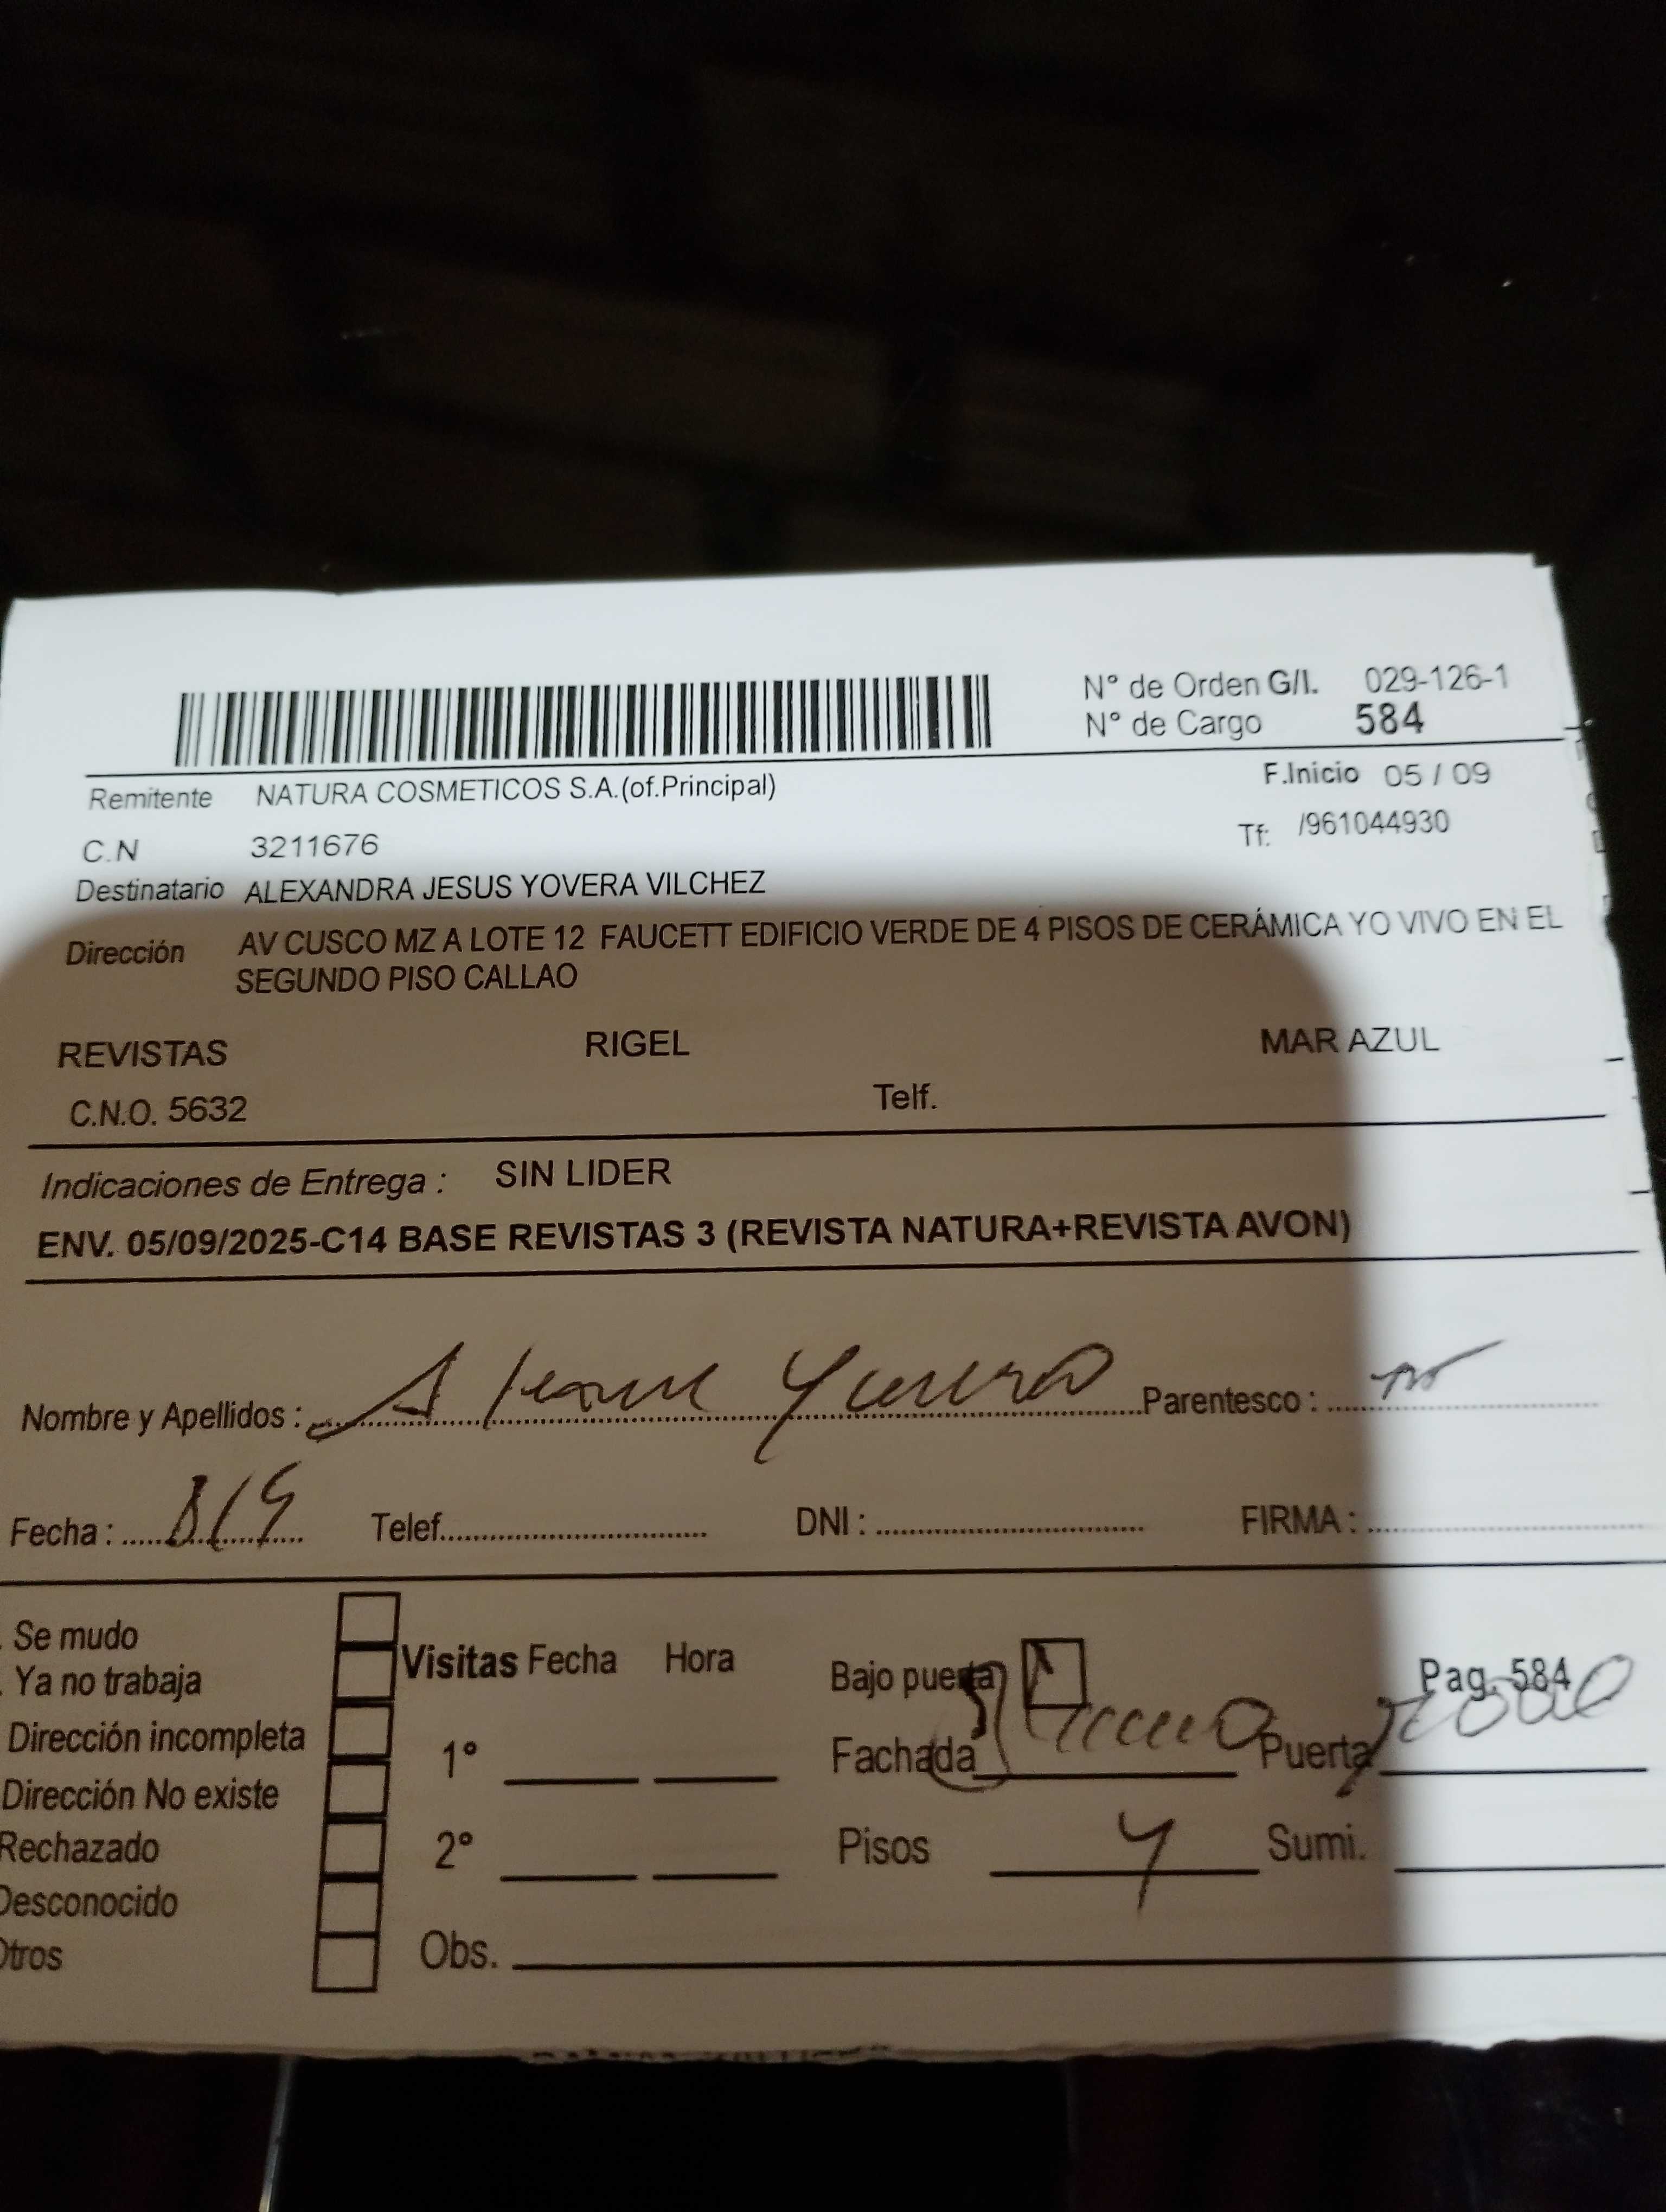 N° de Orden G/I. 029-126-1
N° de Cargo 584
Remitente NATURA COSMETICOS S.A.(of.Principal) F.Inicio 05 / 09
C.N 3211676 Tf: /961044930
Destinatario ALEXANDRA JESUS YOVERA VILCHEZ
Dirección AV CUSCO MZ A LOTE 12 FAUCETT EDIFICIO VERDE DE 4 PISOS DE CERÁMICA YO VIVO EN EL
SEGUNDO PISO CALLAO
REVISTAS RIGEL MAR AZUL
C.N.O. 5632 Telf.
Indicaciones de Entrega : SIN LIDER
ENV. 05/09/2025-C14 BASE REVISTAS 3 (REVISTA NATURA+REVISTA AVON)
Nombre y Apellidos : Parentesco :
Fecha : 8/9 Telef. DNI : FIRMA :
Se mudo
Ya no trabaja Visitas Fecha Hora Bajo puerta Pag. 584
Dirección incompleta 1° Fachada Puerta
Dirección No existe
Rechazado 2° Pisos 4 Sumi.
Desconocido
Otros Obs.